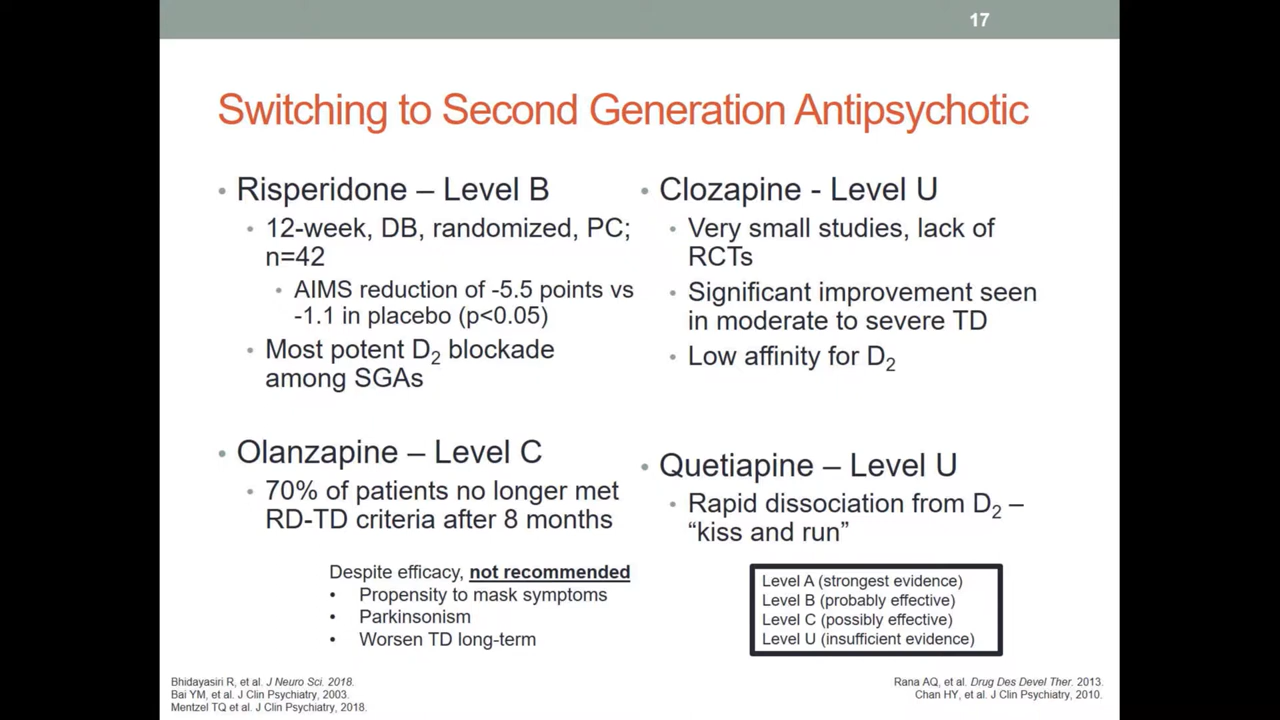 17
Switching to Second Generation Antipsychotic
• Risperidone – Level B
• 12-week, DB, randomized, PC;
n=42
• AIMS reduction of -5.5 points vs
-1.1 in placebo (p<0.05)
• Most potent D₂ blockade
among SGAs
• Olanzapine – Level C
• 70% of patients no longer met
RD-TD criteria after 8 months
Despite efficacy, not recommended
• Propensity to mask symptoms
• Parkinsonism
• Worsen TD long-term
• Clozapine - Level U
• Very small studies, lack of
RCTs
• Significant improvement seen
in moderate to severe TD
• Low affinity for D₂
• Quetiapine – Level U
• Rapid dissociation from D₂ –
“kiss and run”
Level A (strongest evidence)
Level B (probably effective)
Level C (possibly effective)
Level U (insufficient evidence)
Bhidayasiri R, et al. J Neuro Sci. 2018.
Bai YM, et al. J Clin Psychiatry, 2003.
Mentzel TQ et al. J Clin Psychiatry, 2018.
Rana AQ, et al. Drug Des Devel Ther. 2013.
Chan HY, et al. J Clin Psychiatry, 2010.